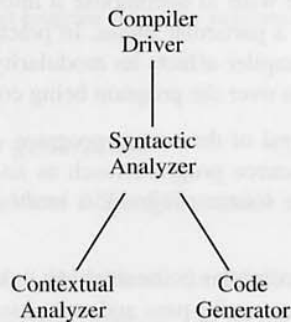 Compiler
Driver
Syntactic
Analyzer
Contextual
Analyzer
Code
Generator